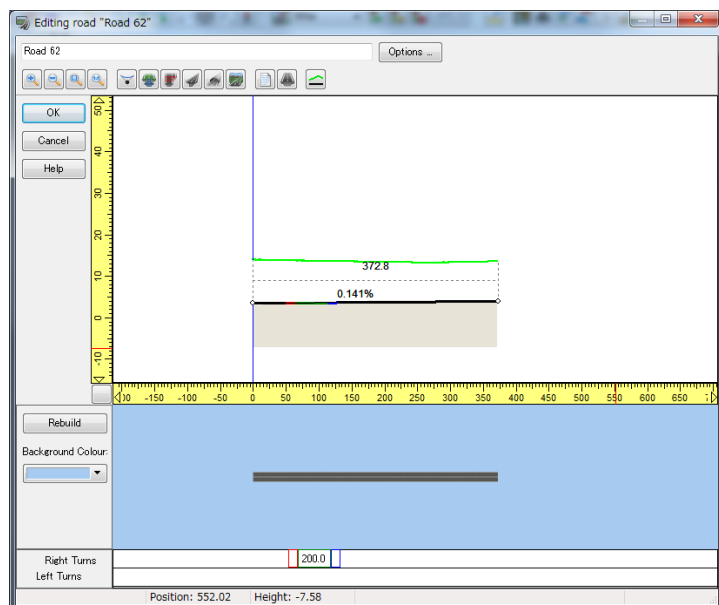 Editing road "Road 62"
Road 62
Options ...
OK
Cancel
Help
50
40
30
20
10
0
-10
372.8
0.141%
-150 -100 -50 0 50 100 150 200 250 300 350 400 450 500 550 600 650
Rebuild
Background Colour:
Right Turns
200.0
Left Turns
Position: 552.02 Height: -7.58